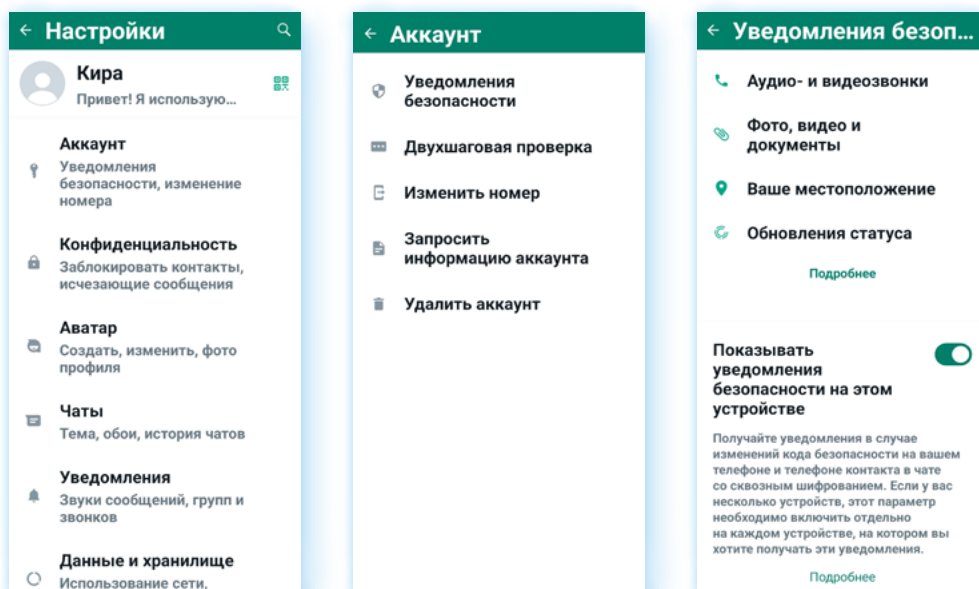 Настройки
Кира
Привет! Я использую...
Аккаунт
Уведомления
безопасности, изменение
номера
Конфиденциальность
Заблокировать контакты,
исчезающие сообщения
Аватар
Создать, изменить, фото
профиля
Чаты
Тема, обои, история чатов
Уведомления
Звуки сообщений, групп и
звонков
Данные и хранилище
Использование сети,
Аккаунт
Уведомления
безопасности
Двухшаговая проверка
Изменить номер
Запросить
информацию аккаунта
Удалить аккаунт
Уведомления безоп...
Аудио- и видеозвонки
Фото, видео и
документы
Ваше местоположение
Обновления статуса
Подробнее
Показывать
уведомления
безопасности на этом
устройстве
Получайте уведомления в случае
изменений кода безопасности на вашем
телефоне и телефоне контакта в чате
со сквозным шифрованием. Если у вас
несколько устройств, этот параметр
необходимо включить отдельно
на каждом устройстве, на котором вы
хотите получать эти уведомления.
Подробнее